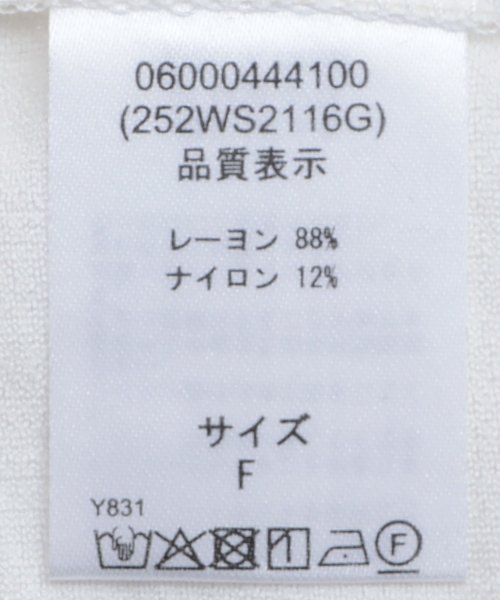 06000444100
(252WS2116G)
品質表示
レーヨン 88%
ナイロン 12%
サイズ
F
Y831
F